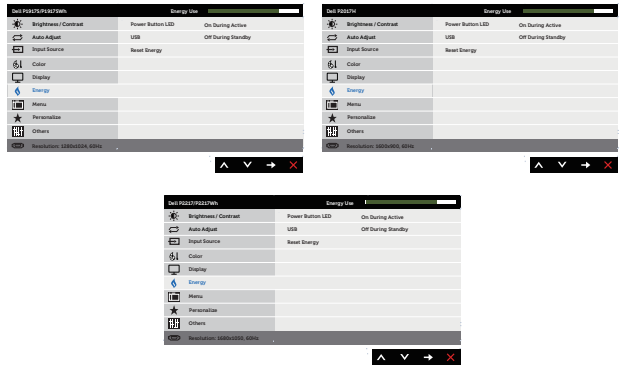 Dell P1917S/P1917SWh Energy Use
Brightness / Contrast Power Button LED On During Active
Auto Adjust USB Off During Standby
Input Source Reset Energy
Color
Display
Energy
Menu
Personalize
Others
Resolution: 1280x1024, 60Hz
Dell P2017H Energy Use
Brightness / Contrast Power Button LED On During Active
Auto Adjust USB Off During Standby
Input Source Reset Energy
Color
Display
Energy
Menu
Personalize
Others
Resolution: 1600x900, 60Hz
Dell P2217/P2217Wh Energy Use
Brightness / Contrast Power Button LED On During Active
Auto Adjust USB Off During Standby
Input Source Reset Energy
Color
Display
Energy
Menu
Personalize
Others
Resolution: 1680x1050, 60Hz